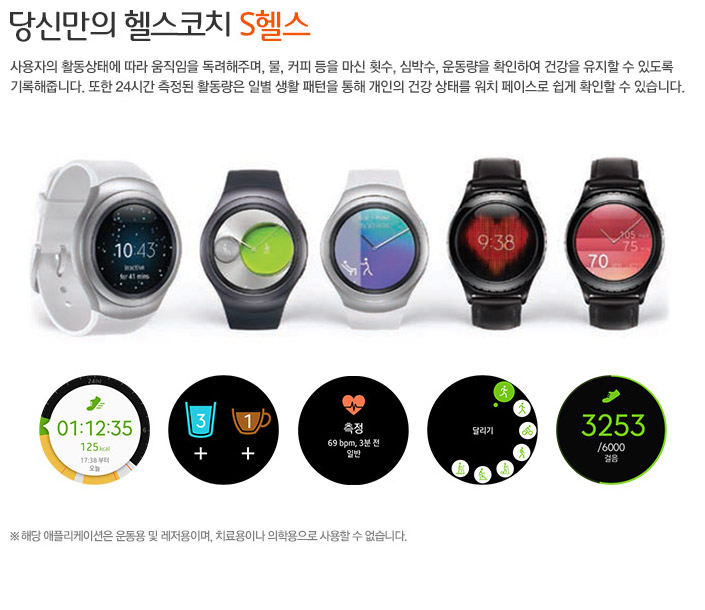 당신만의 헬스코치 S헬스
사용자의 활동상태에 따라 움직임을 독려해주며, 물, 커피 등을 마신 횟수, 심박수, 운동량을 확인하여 건강을 유지할 수 있도록
기록해줍니다. 또한 24시간 측정된 활동량은 일별 생활 패턴을 통해 개인의 건강 상태를 워치 페이스로 쉽게 확인할 수 있습니다.
10:43
Inactive
for 41 mins
9:38
105
75
70
24(h)
01:12:35
125 kcal
17:38 부터
오늘
3
1
+
+
측정
69 bpm, 3분 전
일반
달리기
3253
/6000
걸음
※ 해당 애플리케이션은 운동용 및 레저용이며, 치료용이나 의학용으로 사용할 수 없습니다.